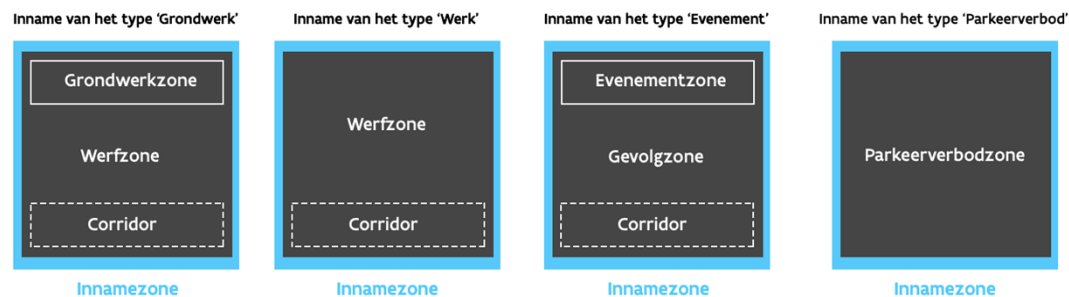 Inname van het type ‘Grondwerk’
Grondwerkzone
Werfzone
Corridor
Innamezone
Inname van het type ‘Werk’
Werfzone
Corridor
Innamezone
Inname van het type ‘Evenement’
Evenementzone
Gevolgzone
Corridor
Innamezone
Inname van het type ‘Parkeerverbod’
Parkeerverbodzone
Innamezone